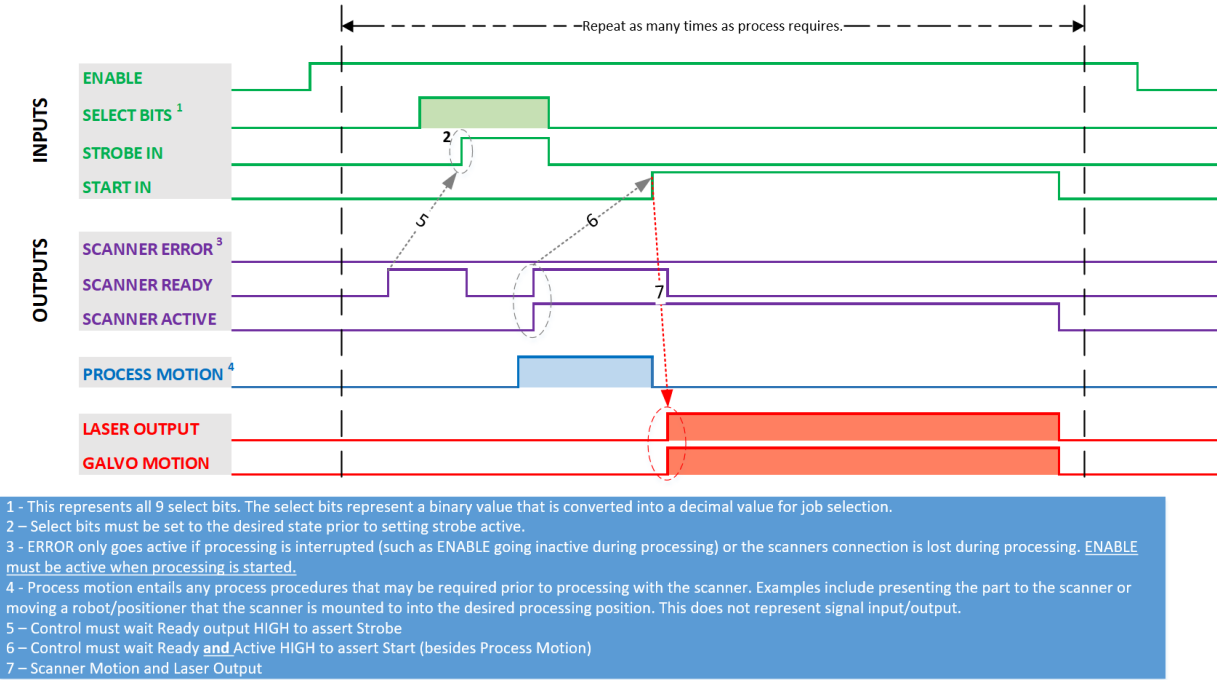 Repeat as many times as process requires.
INPUTS
ENABLE
SELECT BITS 1
STROBE IN
START IN
2
5
6
OUTPUTS
SCANNER ERROR 3
SCANNER READY
SCANNER ACTIVE
7
PROCESS MOTION 4
LASER OUTPUT
GALVO MOTION
1 - This represents all 9 select bits. The select bits represent a binary value that is converted into a decimal value for job selection.
2 – Select bits must be set to the desired state prior to setting strobe active.
3 - ERROR only goes active if processing is interrupted (such as ENABLE going inactive during processing) or the scanners connection is lost during processing. ENABLE
must be active when processing is started.
4 - Process motion entails any process procedures that may be required prior to processing with the scanner. Examples include presenting the part to the scanner or
moving a robot/positioner that the scanner is mounted to into the desired processing position. This does not represent signal input/output.
5 – Control must wait Ready output HIGH to assert Strobe
6 – Control must wait Ready and Active HIGH to assert Start (besides Process Motion)
7 – Scanner Motion and Laser Output